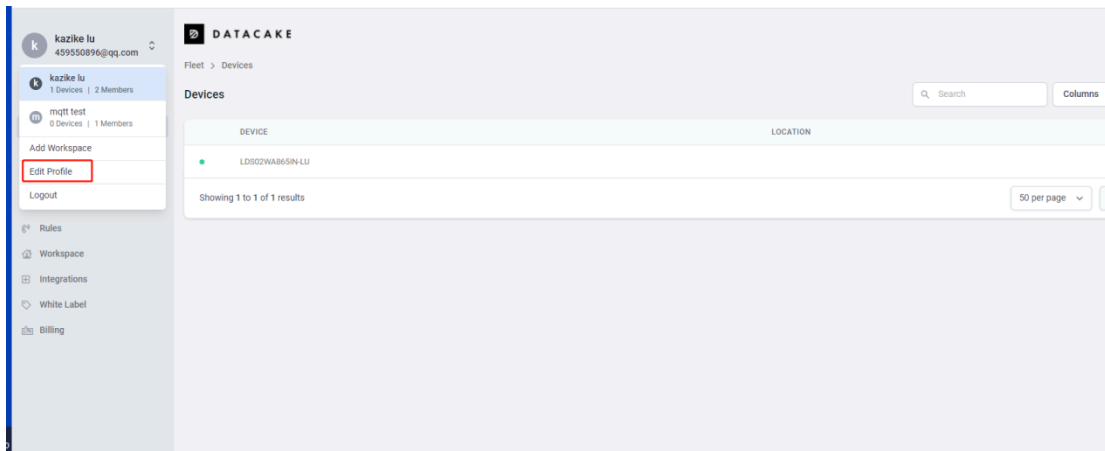 k
kazike lu
459550896@qq.com
k
kazike lu
1 Devices | 2 Members
m
mqtt test
0 Devices | 1 Members
Add Workspace
Edit Profile
Logout
Rules
Workspace
Integrations
White Label
Billing
DATACAKE
Fleet > Devices
Devices
Search
Columns
DEVICE
LOCATION
LDS02WA865IN-LU
Showing 1 to 1 of 1 results
50 per page